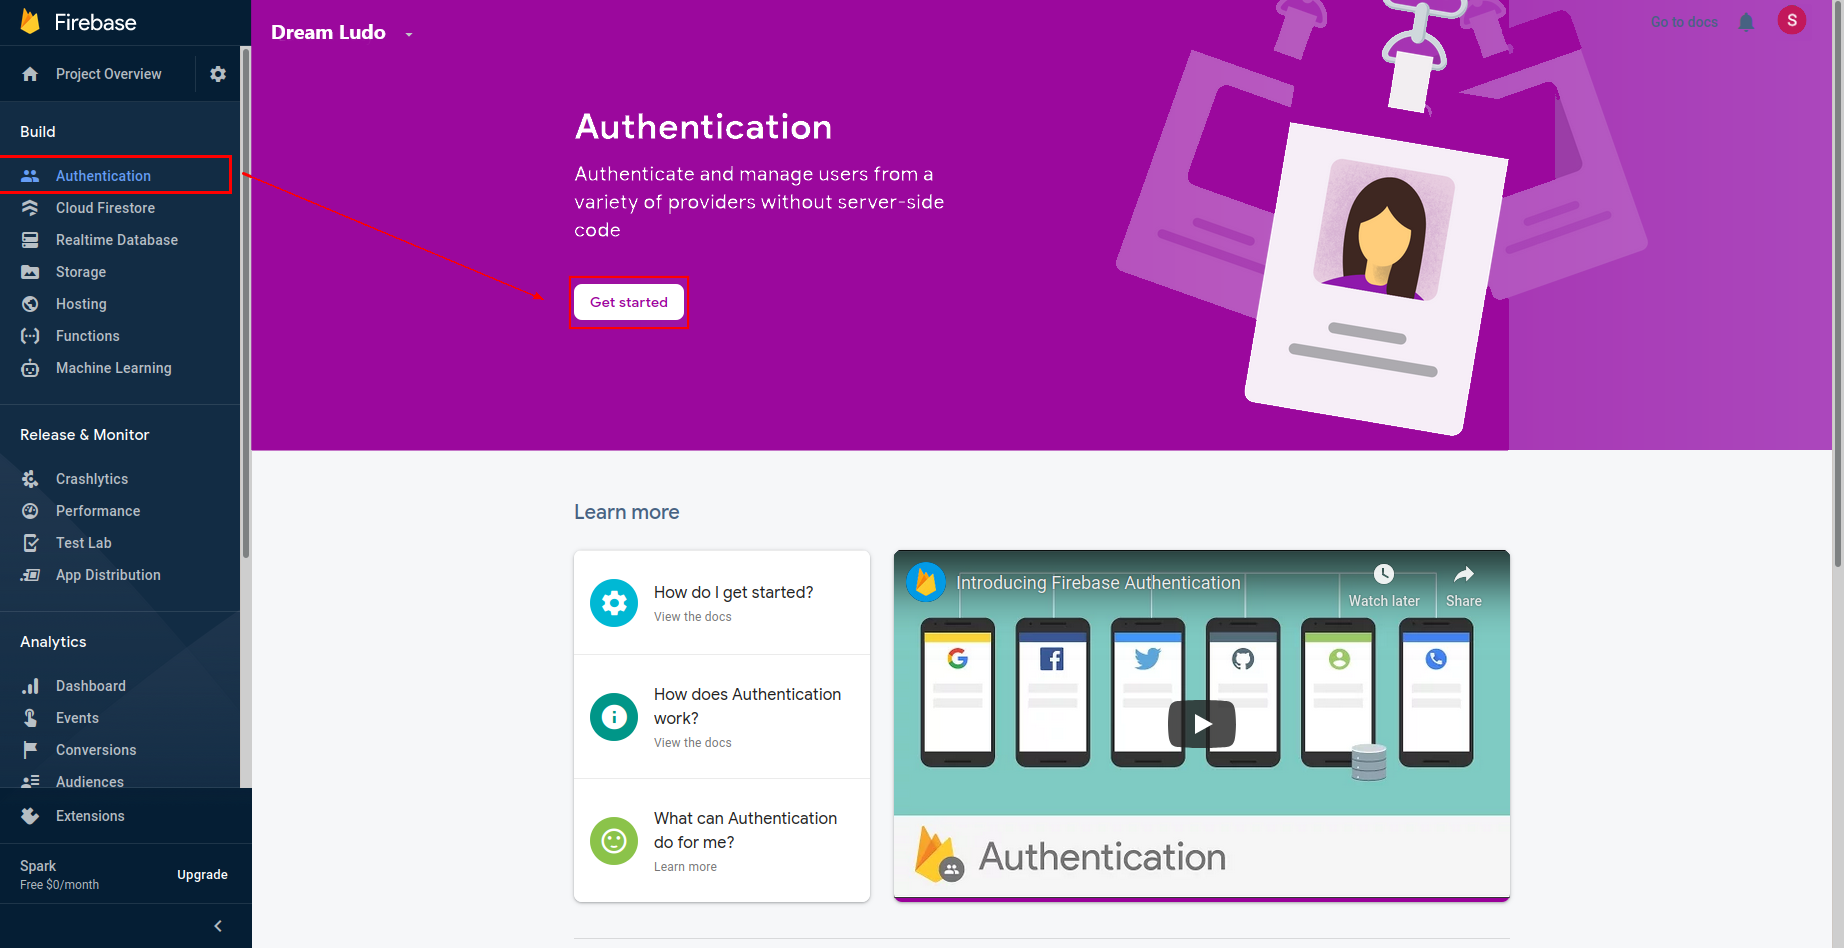 Firebase
Project Overview
Build
Authentication
Cloud Firestore
Realtime Database
Storage
Hosting
Functions
Machine Learning
Release & Monitor
Crashlytics
Performance
Test Lab
App Distribution
Analytics
Dashboard
Events
Conversions
Audiences
Extensions
Spark
Free $0/month
Upgrade
Dream Ludo
Go to docs
S
Authentication
Authenticate and manage users from a
variety of providers without server-side
code
Get started
Learn more
How do I get started?
View the docs
How does Authentication
work?
View the docs
What can Authentication
do for me?
Learn more
Introducing Firebase Authentication
Watch later
Share
Authentication